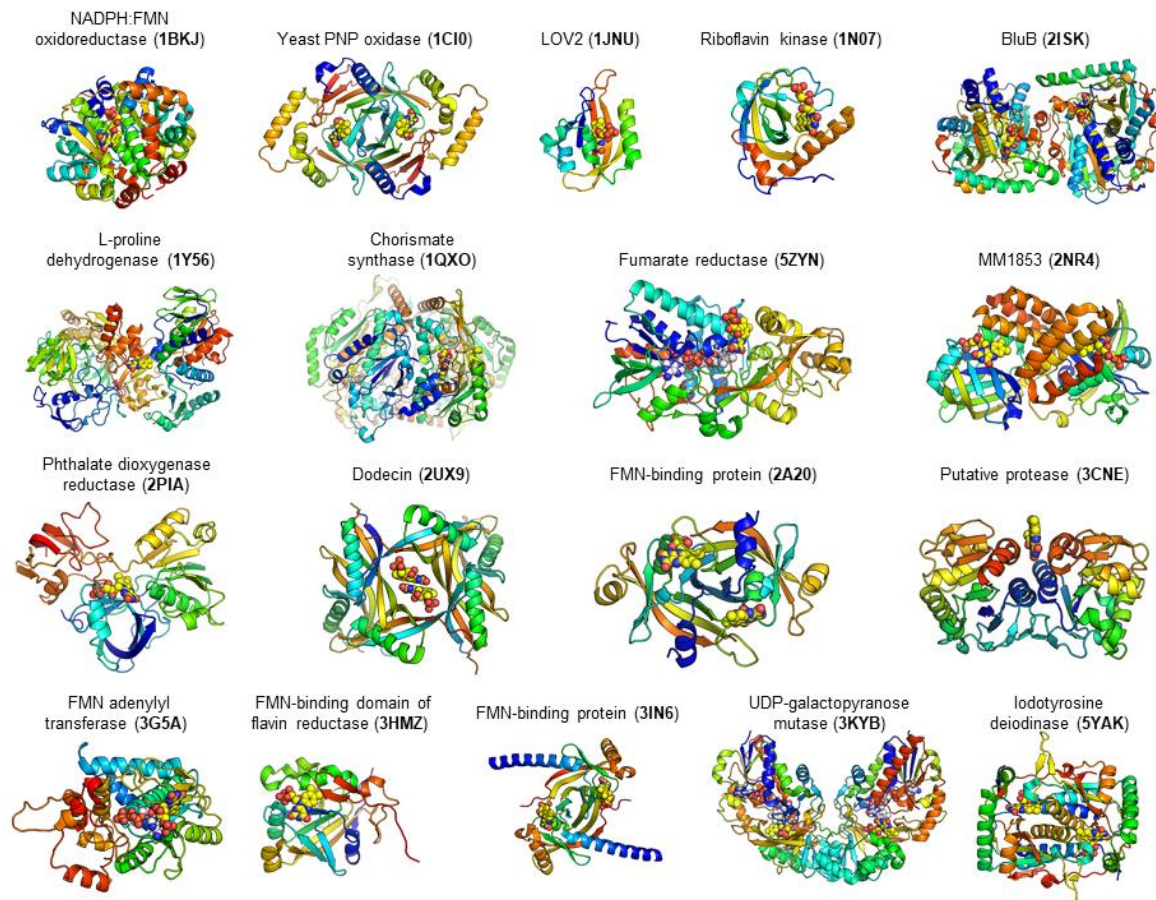 NADPH:FMN
oxidoreductase (1BKJ)
Yeast PNP oxidase (1CI0)
LOV2 (1JNU)
Riboflavin kinase (1N07)
BluB (2ISK)
L-proline
dehydrogenase (1Y56)
Chorismate
synthase (1QXO)
Fumarate reductase (5ZYN)
MM1853 (2NR4)
Phthalate dioxygenase
reductase (2PIA)
Dodecin (2UX9)
FMN-binding protein (2A20)
Putative protease (3CNE)
FMN adenylyl
transferase (3G5A)
FMN-binding domain of
flavin reductase (3HMZ)
FMN-binding protein (3IN6)
UDP-galactopyranose
mutase (3KYB)
Iodotyrosine
deiodinase (5YAK)